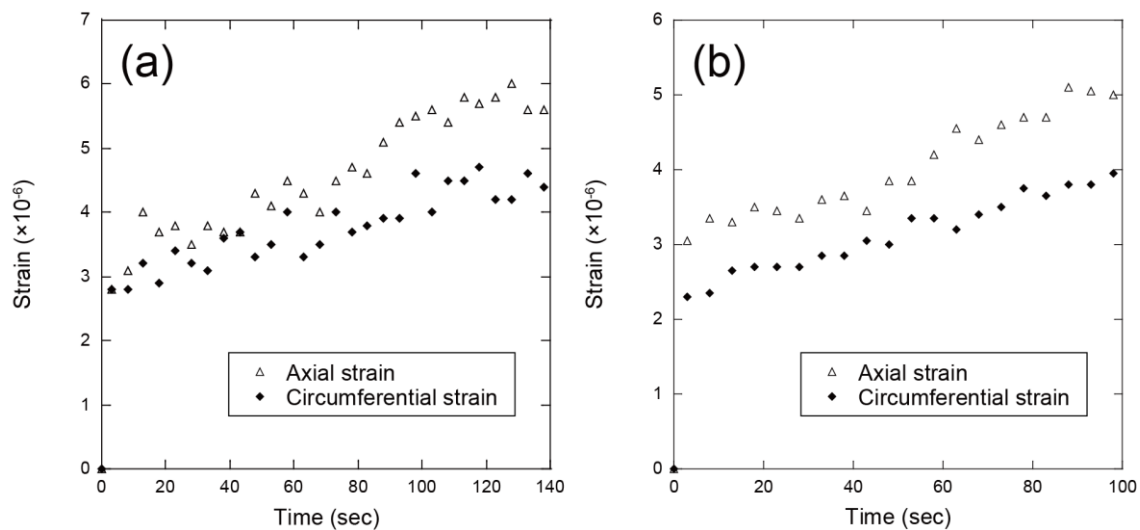 (a)
7
6
5
4
3
2
1
0
Strain (×10⁻⁶)
Axial strain
Circumferential strain
0 20 40 60 80 100 120 140
Time (sec)
(b)
6
5
4
3
2
1
0
Strain (×10⁻⁶)
Axial strain
Circumferential strain
0 20 40 60 80 100
Time (sec)